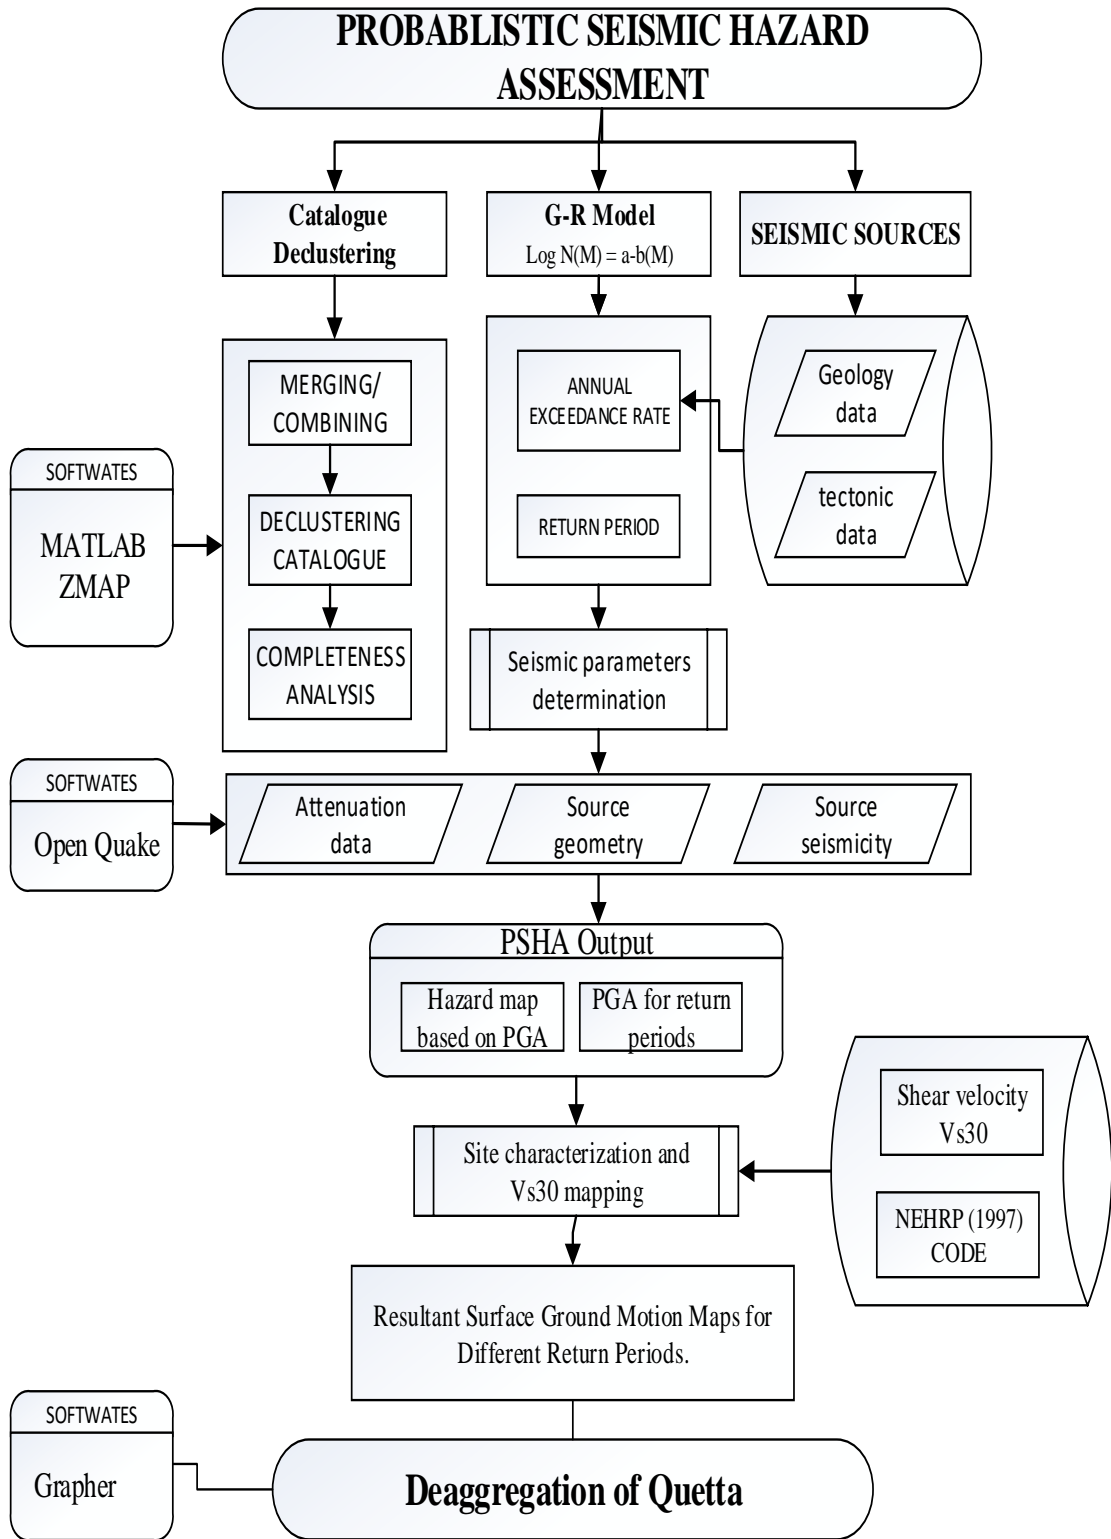 PROBABLISTIC SEISMIC HAZARD
ASSESSMENT
Catalogue
Declustering
G-R Model
Log N(M) = a-b(M)
SEISMIC SOURCES
MERGING/
COMBINING
DECLUSTERING
CATALOGUE
COMPLETENESS
ANALYSIS
ANNUAL
EXCEEDANCE RATE
RETURN PERIOD
Geology
data
tectonic
data
SOFTWATES
MATLAB
ZMAP
Seismic parameters
determination
SOFTWATES
Open Quake
Attenuation
data
Source
geometry
Source
seismicity
PSHA Output
Hazard map
based on PGA
PGA for return
periods
Shear velocity
Vs30
NEHRP (1997)
CODE
Site characterization and
Vs30 mapping
Resultant Surface Ground Motion Maps for
Different Return Periods.
SOFTWATES
Grapher
Deaggregation of Quetta